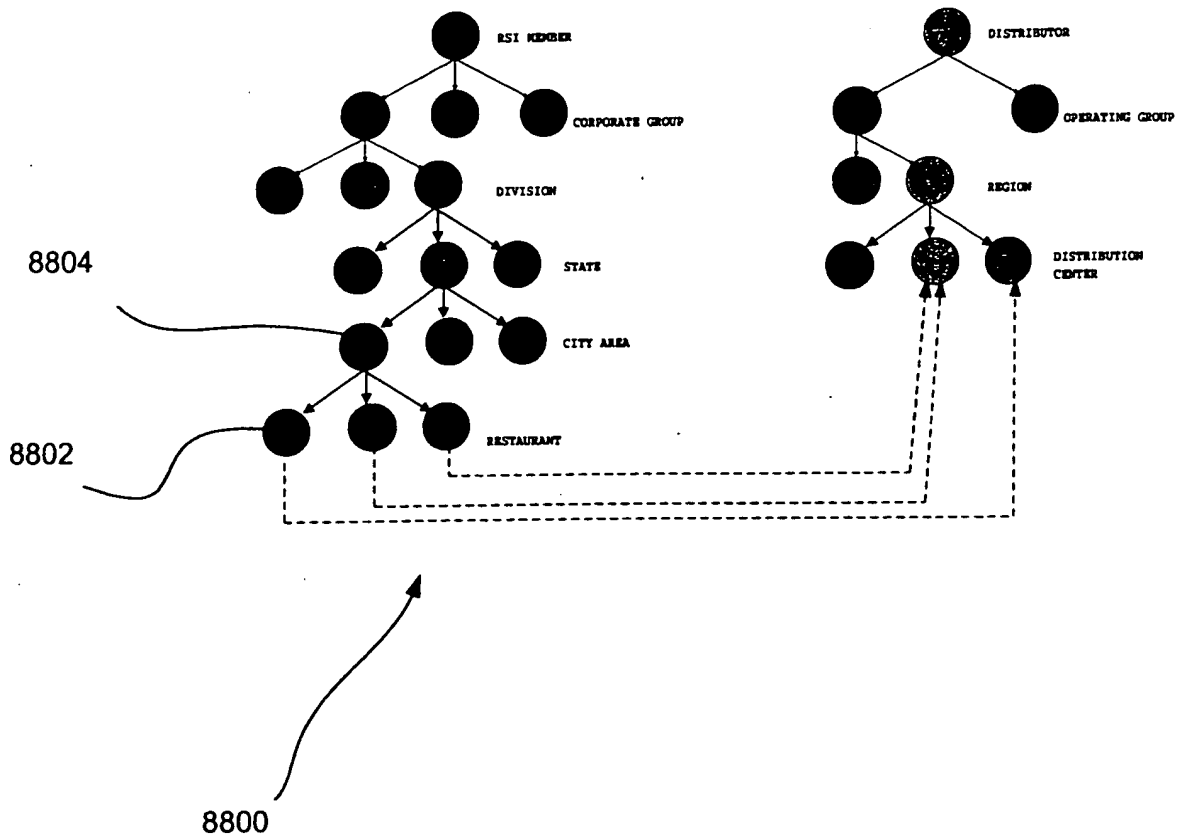 RSI MEMBER
DISTRIBUTOR
CORPORATE GROUP
OPERATING GROUP
DIVISION
REGION
8804
STATE
DISTRIBUTION
CENTER
CITY AREA
8802
RESTAURANT
8800